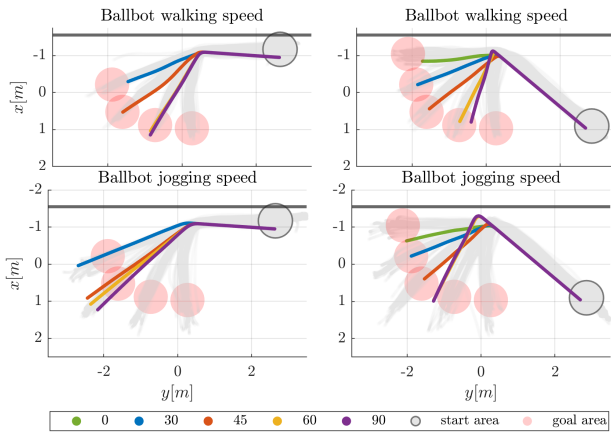 Ballbot walking speed Ballbot walking speed
-1
0
1
2
x[m]
-1
0
1
2
Ballbot jogging speed Ballbot jogging speed
-2
-1
0
1
2
x[m]
-2
-1
0
1
2
-2 0 2 -2 0 2
y[m] y[m]
0 30 45 60 90 start area goal area